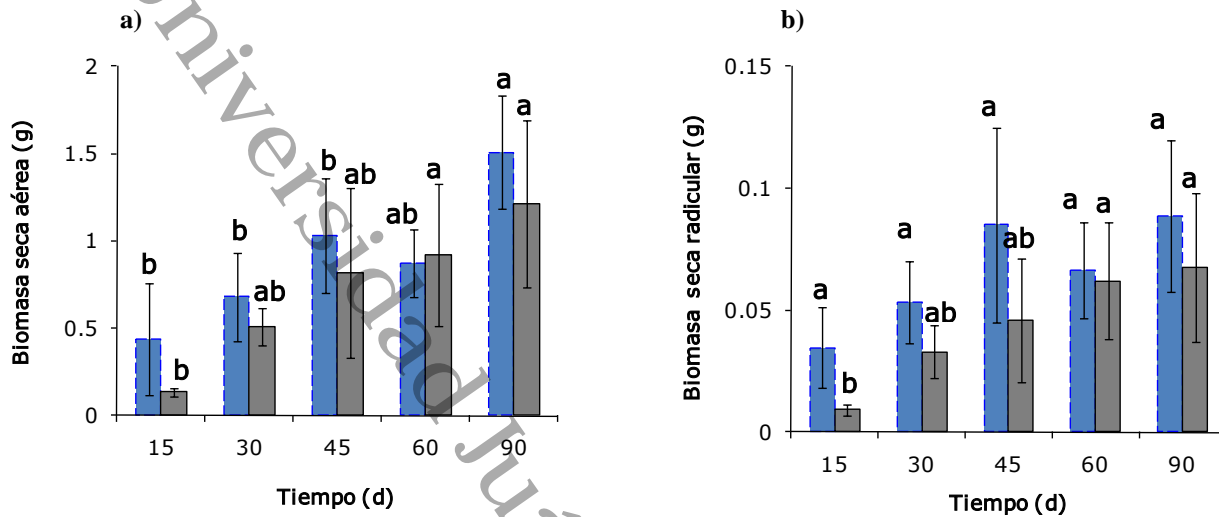 a)
Biomasa seca aérea (g)
2
1.5
1
0.5
0
b b
b ab
b ab
ab a
a a
15 30 45 60 90
Tiempo (d)
b)
Biomasa seca radicular (g)
0.15
0.1
0.05
0
a b
a ab
a ab
a a
a a
15 30 45 60 90
Tiempo (d)
Universidad